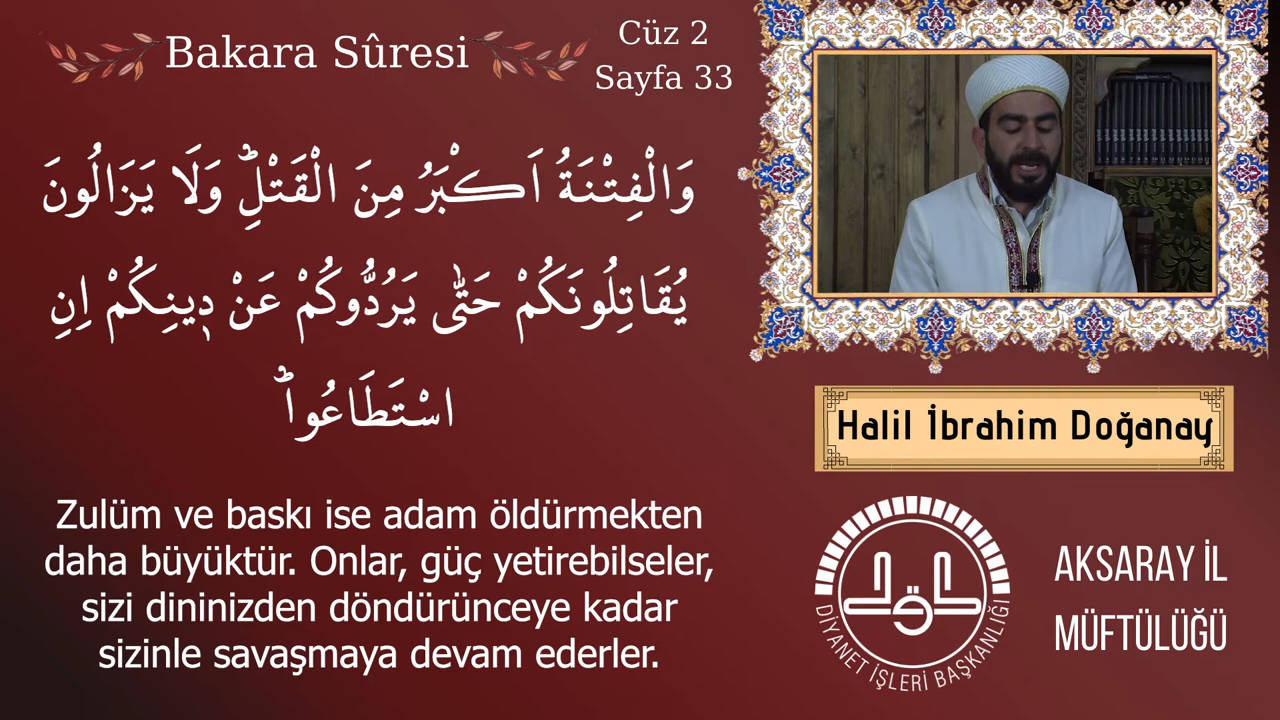 Bakara Sûresi
Cüz 2
Sayfa 33
وَالْفِتْنَةُ اَكْبَرُ مِنَ الْقَتْلِۜ وَلَا يَزَالُونَ
يُقَاتِلُونَكُمْ حَتّٰى يَرُدُّوكُمْ عَنْ د۪ينِكُمْ اِنِ
اسْتَطَاعُواۜ
Zulüm ve baskı ise adam öldürmekten
daha büyüktür. Onlar, güç yetirebilseler,
sizi dininizden döndürünceye kadar
sizinle savaşmaya devam ederler.
Halil İbrahim Doğanay
DİYANET İŞLERİ BAŞKANLIĞI
AKSARAY İL
MÜFTÜLÜĞÜ